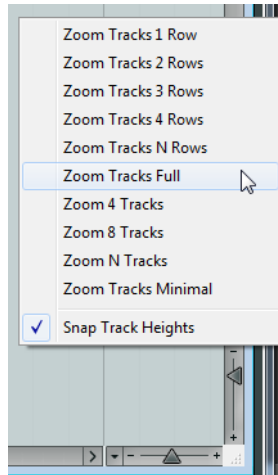 Zoom Tracks 1 Row
Zoom Tracks 2 Rows
Zoom Tracks 3 Rows
Zoom Tracks 4 Rows
Zoom Tracks N Rows
Zoom Tracks Full
Zoom 4 Tracks
Zoom 8 Tracks
Zoom N Tracks
Zoom Tracks Minimal
Snap Track Heights